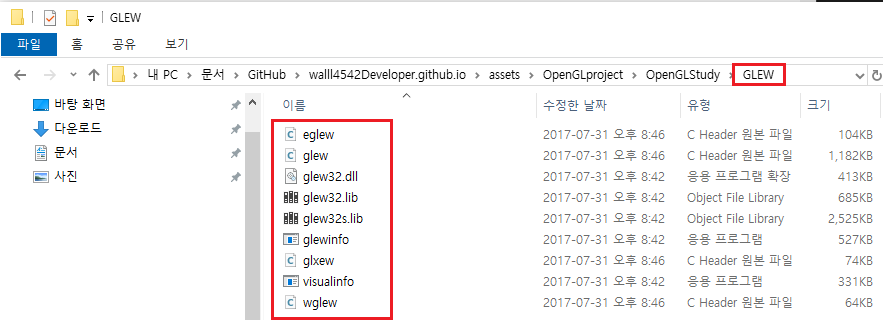 GLEW
파일 홈 공유 보기
내 PC > 문서 > GitHub > walll4542Developer.github.io > assets > OpenGLproject > OpenGLStudy > GLEW
바탕 화면
다운로드
문서
사진
이름 수정한 날짜 유형 크기
eglew 2017-07-31 오후 8:46 C Header 원본 파일 104KB
glew 2017-07-31 오후 8:46 C Header 원본 파일 1,182KB
glew32.dll 2017-07-31 오후 8:42 응용 프로그램 확장 413KB
glew32.lib 2017-07-31 오후 8:42 Object File Library 685KB
glew32s.lib 2017-07-31 오후 8:42 Object File Library 2,525KB
glewinfo 2017-07-31 오후 8:42 응용 프로그램 527KB
glxew 2017-07-31 오후 8:46 C Header 원본 파일 74KB
visualinfo 2017-07-31 오후 8:42 응용 프로그램 331KB
wglew 2017-07-31 오후 8:46 C Header 원본 파일 64KB